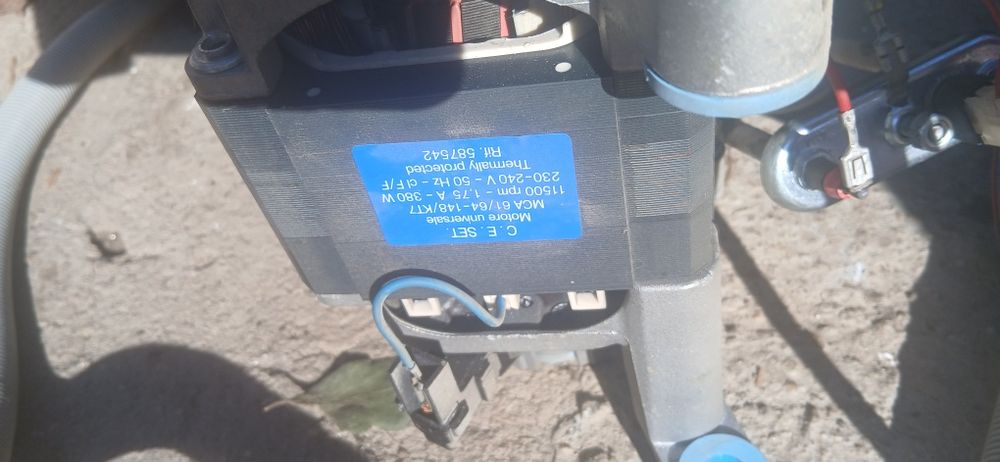 C. E. SET.
Motore universale
MCA 61/64-148/KT7
11500 rpm - 1,75 A - 380 W
230-240 V - 50 Hz - cl F/F
Thermally protected
Rif. 587542